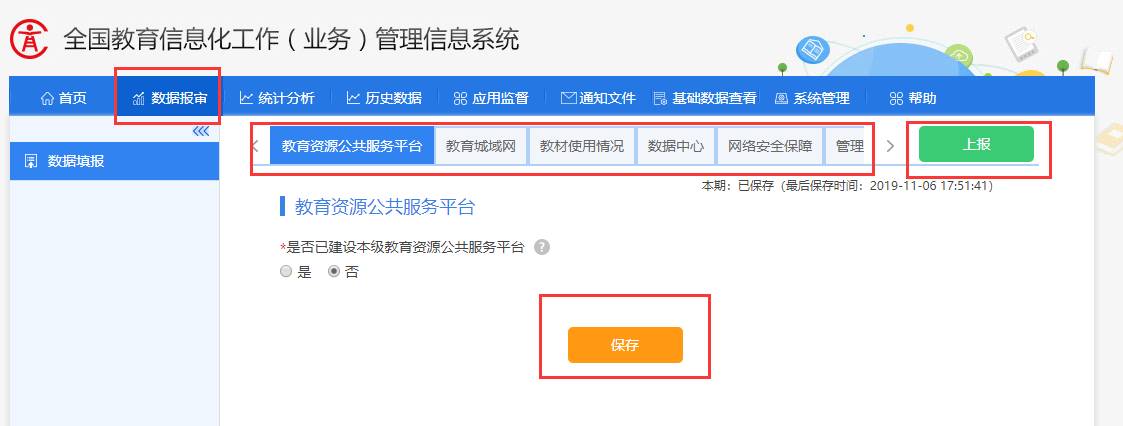 全国教育信息化工作（业务）管理信息系统
首页 数据报审 统计分析 历史数据 应用监督 通知文件 基础数据查看 系统管理 帮助
数据填报
教育资源公共服务平台 教育城域网 教材使用情况 数据中心 网络安全保障 管理 上报
本期：已保存（最后保存时间：2019-11-06 17:51:41）
教育资源公共服务平台
*是否已建设本级教育资源公共服务平台 ?
是 否
保存